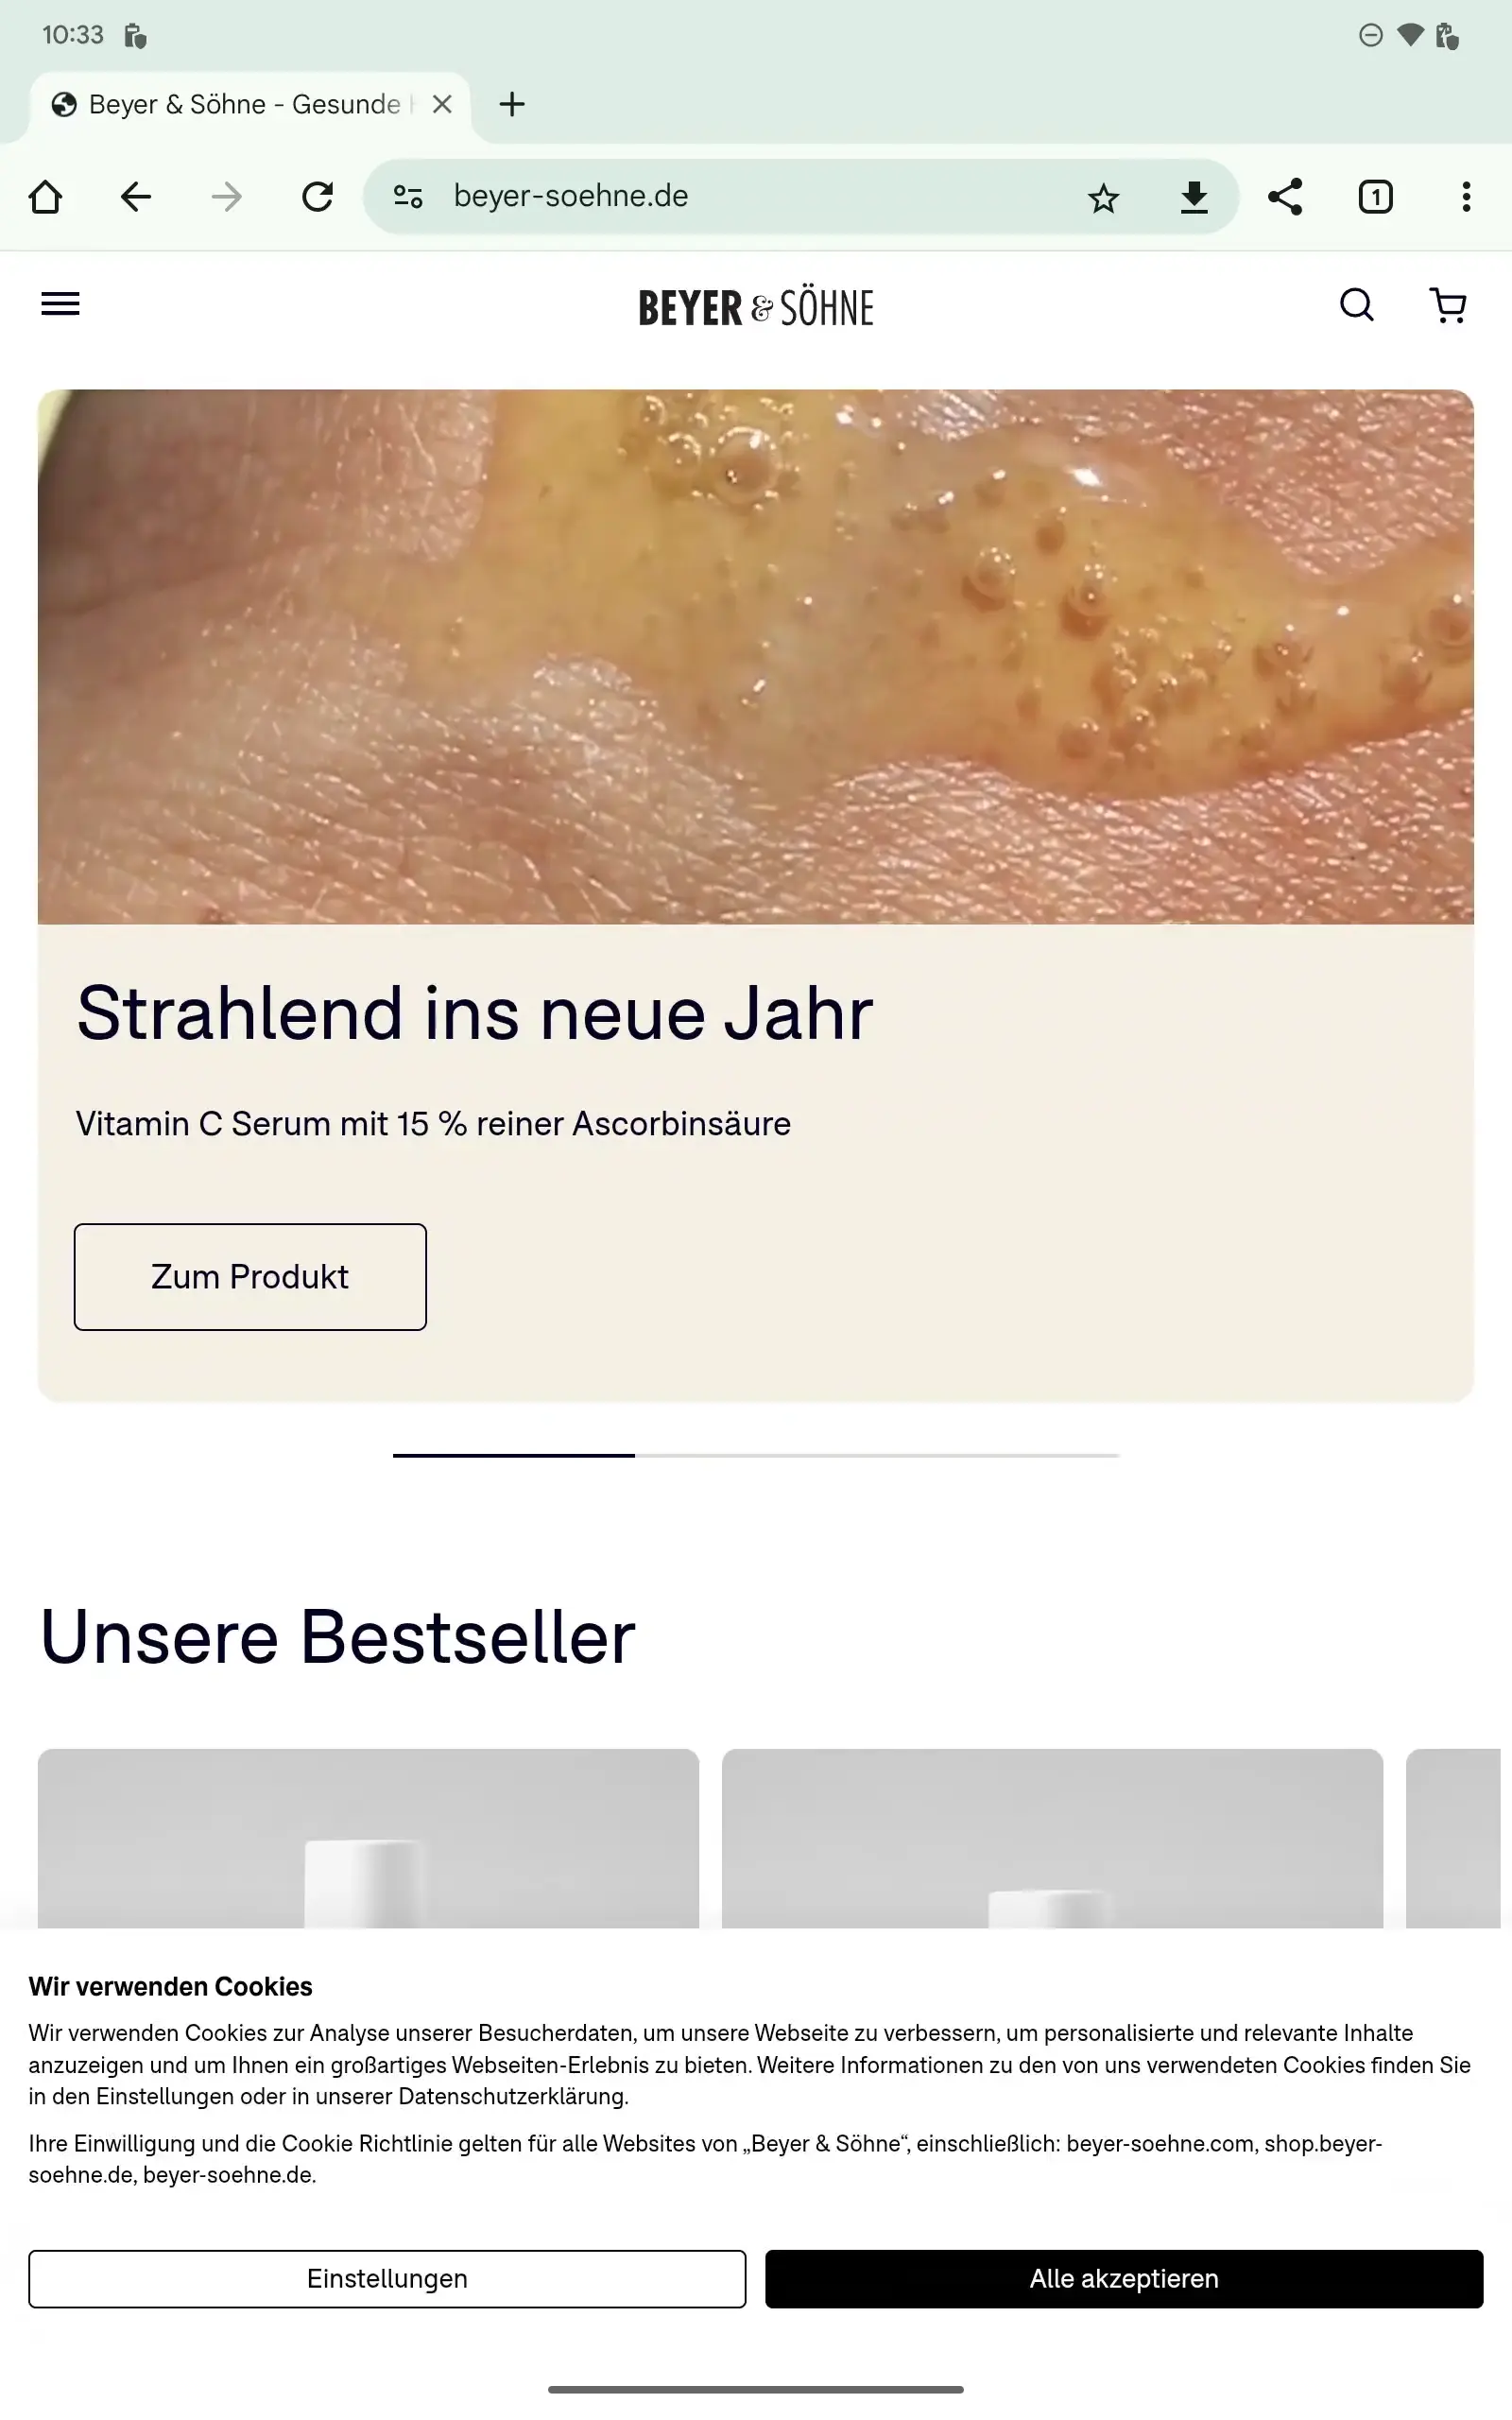 10:33
Beyer & Söhne - Gesunde
beyer-soehne.de
1
BEYER & SÖHNE
Strahlend ins neue Jahr
Vitamin C Serum mit 15 % reiner Ascorbinsäure
Zum Produkt
Unsere Bestseller
Wir verwenden Cookies
Wir verwenden Cookies zur Analyse unserer Besucherdaten, um unsere Webseite zu verbessern, um personalisierte und relevante Inhalte
anzuzeigen und um Ihnen ein großartiges Webseiten-Erlebnis zu bieten. Weitere Informationen zu den von uns verwendeten Cookies finden Sie
in den Einstellungen oder in unserer Datenschutzerklärung.
Ihre Einwilligung und die Cookie Richtlinie gelten für alle Websites von „Beyer & Söhne“, einschließlich: beyer-soehne.com, shop.beyer-
soehne.de, beyer-soehne.de.
Einstellungen
Alle akzeptieren